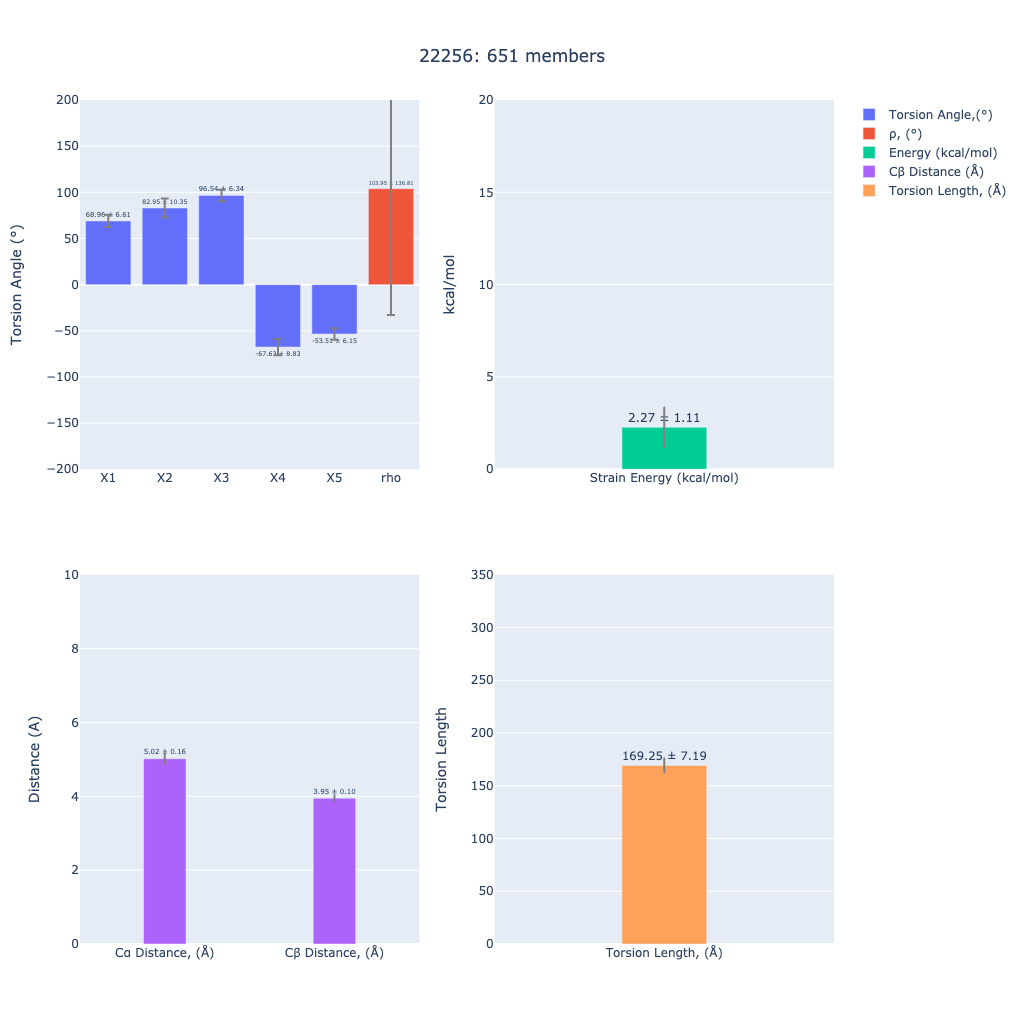 22256: 651 members
200
150
100
50
0
−50
−100
−150
−200
Torsion Angle (°)
68.96 ± 6.61
82.95 ± 10.35
96.54 ± 6.34
-67.63 ± 8.83
-53.51 ± 6.15
103.95 ± 136.81
X1 X2 X3 X4 X5 rho
20
15
10
5
0
kcal/mol
2.27 ± 1.11
Strain Energy (kcal/mol)
Torsion Angle,(°)
ρ, (°)
Energy (kcal/mol)
Cβ Distance (Å)
Torsion Length, (Å)
10
8
6
4
2
0
Distance (A)
5.02 ± 0.16
3.95 ± 0.10
Cα Distance, (Å) Cβ Distance, (Å)
350
300
250
200
150
100
50
0
Torsion Length
169.25 ± 7.19
Torsion Length, (Å)